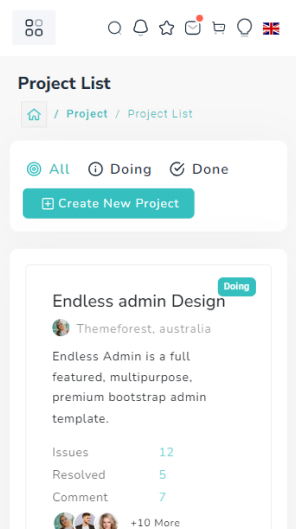 Project List
/ Project / Project List
All Doing Done
Create New Project
Doing
Endless admin Design
Themeforest, australia
Endless Admin is a full
featured, multipurpose,
premium bootstrap admin
template.
Issues 12
Resolved 5
Comment 7
+10 More